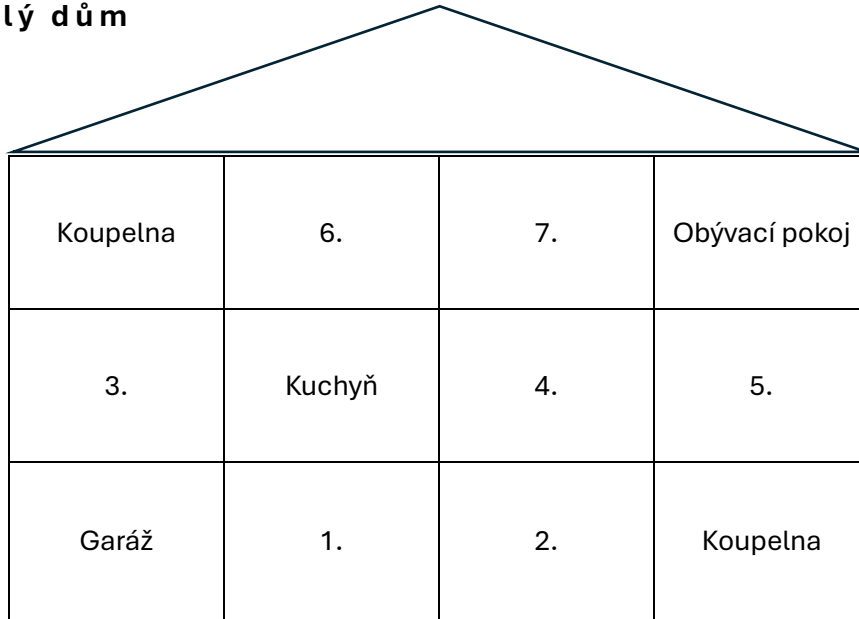 lý dům
Koupelna 6. 7. Obývací pokoj
3. Kuchyň 4. 5.
Garáž 1. 2. Koupelna